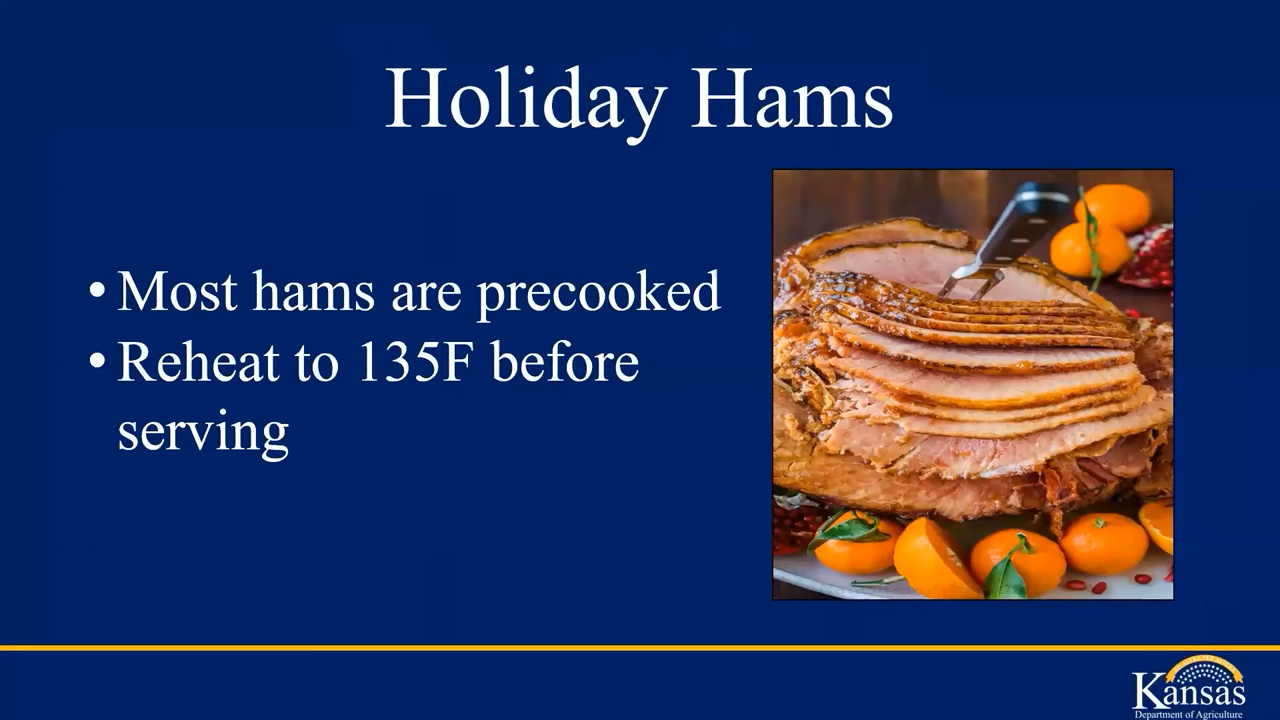 Holiday Hams
• Most hams are precooked
• Reheat to 135F before
serving
Kansas
Department of Agriculture